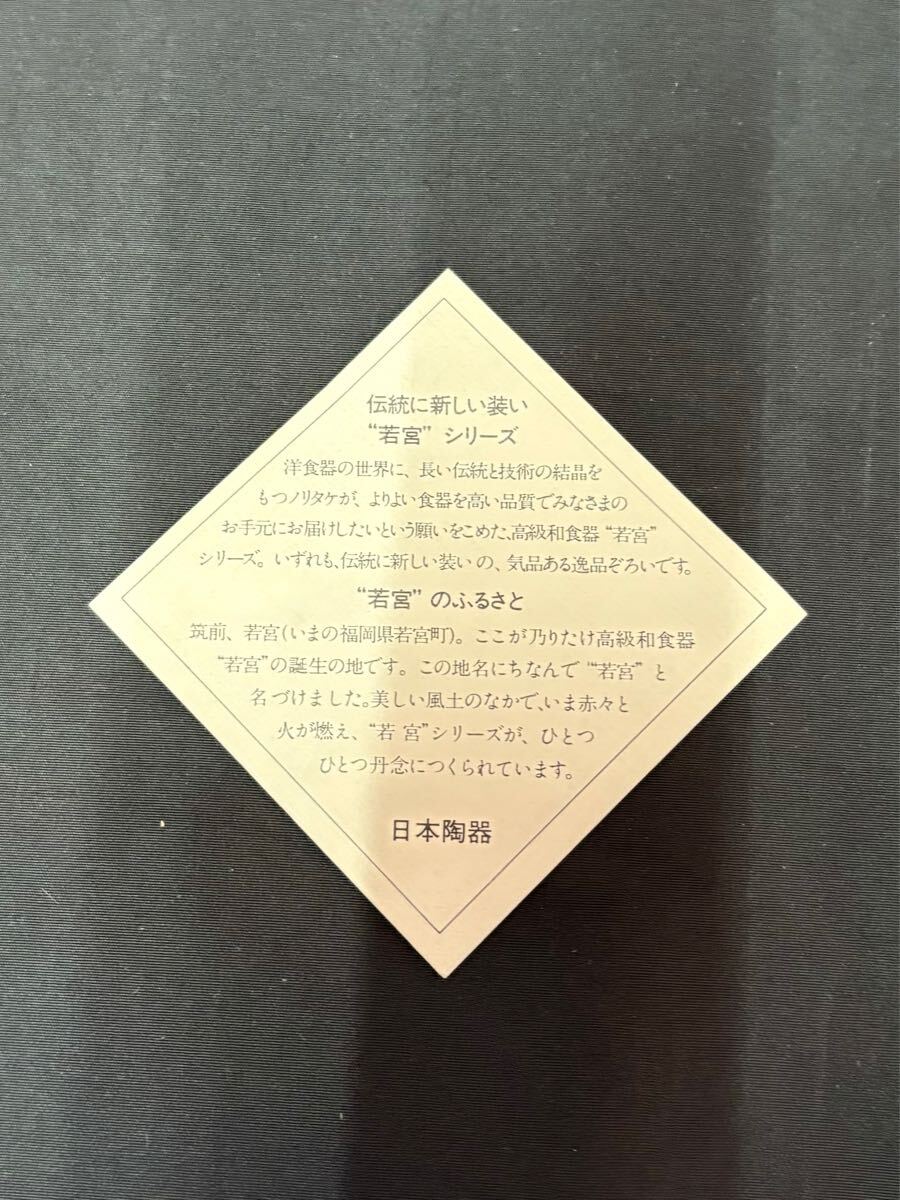 伝統に新しい装い
“若宮” シリーズ
洋食器の世界に、長い伝統と技術の結晶を
もつノリタケが、よりよい食器を高い品質でみなさまの
お手元にお届けしたいという願いをこめた、高級和食器 “若宮”
シリーズ。いずれも、伝統に新しい装いの、気品ある逸品ぞろいです。
“若宮” のふるさと
筑前、若宮(いまの福岡県若宮町)。ここが乃りたけ高級和食器
“若宮”の誕生の地です。この地名にちなんで “若宮” と
名づけました。美しい風土のなかで、いま赤々と
火が燃え、“若宮”シリーズが、ひとつ
ひとつ丹念につくられています。
日本陶器